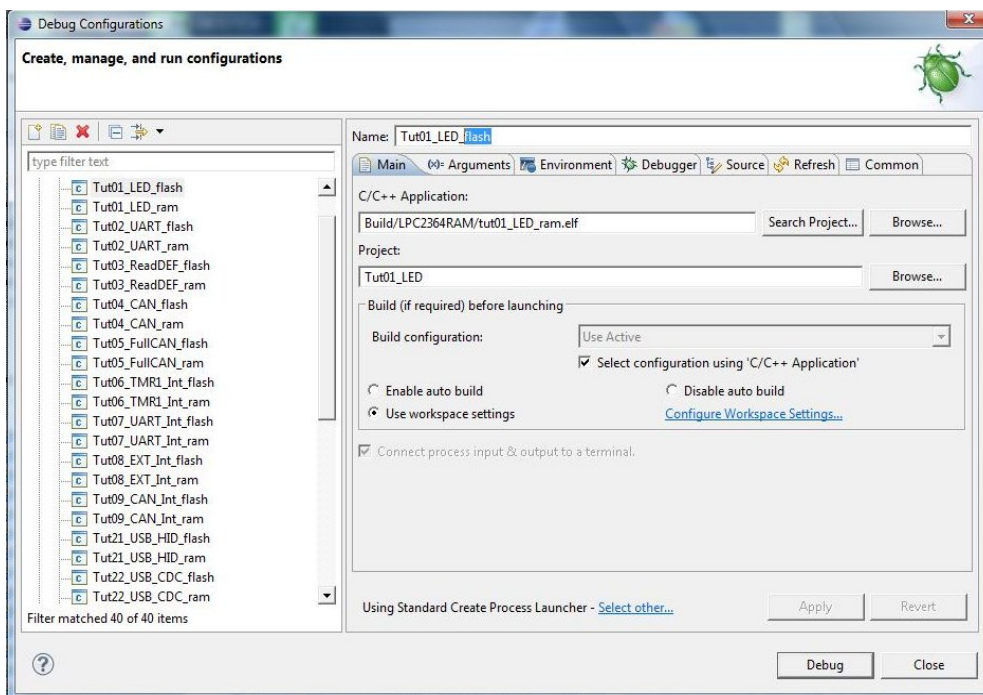 Debug Configurations
Create, manage, and run configurations
type filter text
Tut01_LED_flash
Tut01_LED_ram
Tut02_UART_flash
Tut02_UART_ram
Tut03_ReadDEF_flash
Tut03_ReadDEF_ram
Tut04_CAN_flash
Tut04_CAN_ram
Tut05_FullCAN_flash
Tut05_FullCAN_ram
Tut06_TMR1_Int_flash
Tut06_TMR1_Int_ram
Tut07_UART_Int_flash
Tut07_UART_Int_ram
Tut08_EXT_Int_flash
Tut08_EXT_Int_ram
Tut09_CAN_Int_flash
Tut09_CAN_Int_ram
Tut21_USB_HID_flash
Tut21_USB_HID_ram
Tut22_USB_CDC_flash
Tut22_USB_CDC_ram
Filter matched 40 of 40 items
Name: Tut01_LED_flash
Main (x)= Arguments Environment Debugger Source Refresh Common
C/C++ Application:
Build/LPC2364RAM/tut01_LED_ram.elf Search Project... Browse...
Project:
Tut01_LED Browse...
Build (if required) before launching
Build configuration: Use Active
Select configuration using 'C/C++ Application'
Enable auto build Disable auto build
Use workspace settings Configure Workspace Settings...
Connect process input & output to a terminal.
Using Standard Create Process Launcher - Select other... Apply Revert
? Debug Close